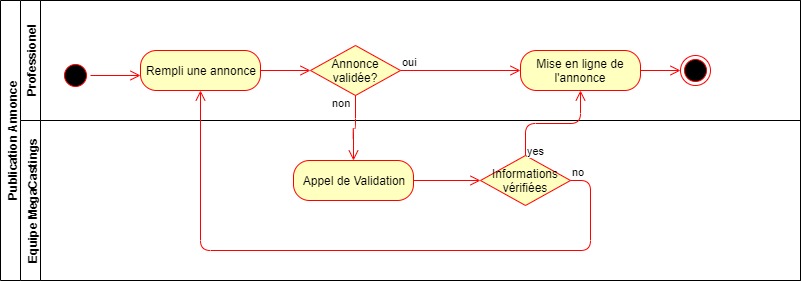 Publication Annonce
Professionel
Rempli une annonce
Annonce
validée?
oui
non
Mise en ligne de
l'annonce
Equipe MegaCastings
Appel de Validation
Informations
vérifiées
yes
no